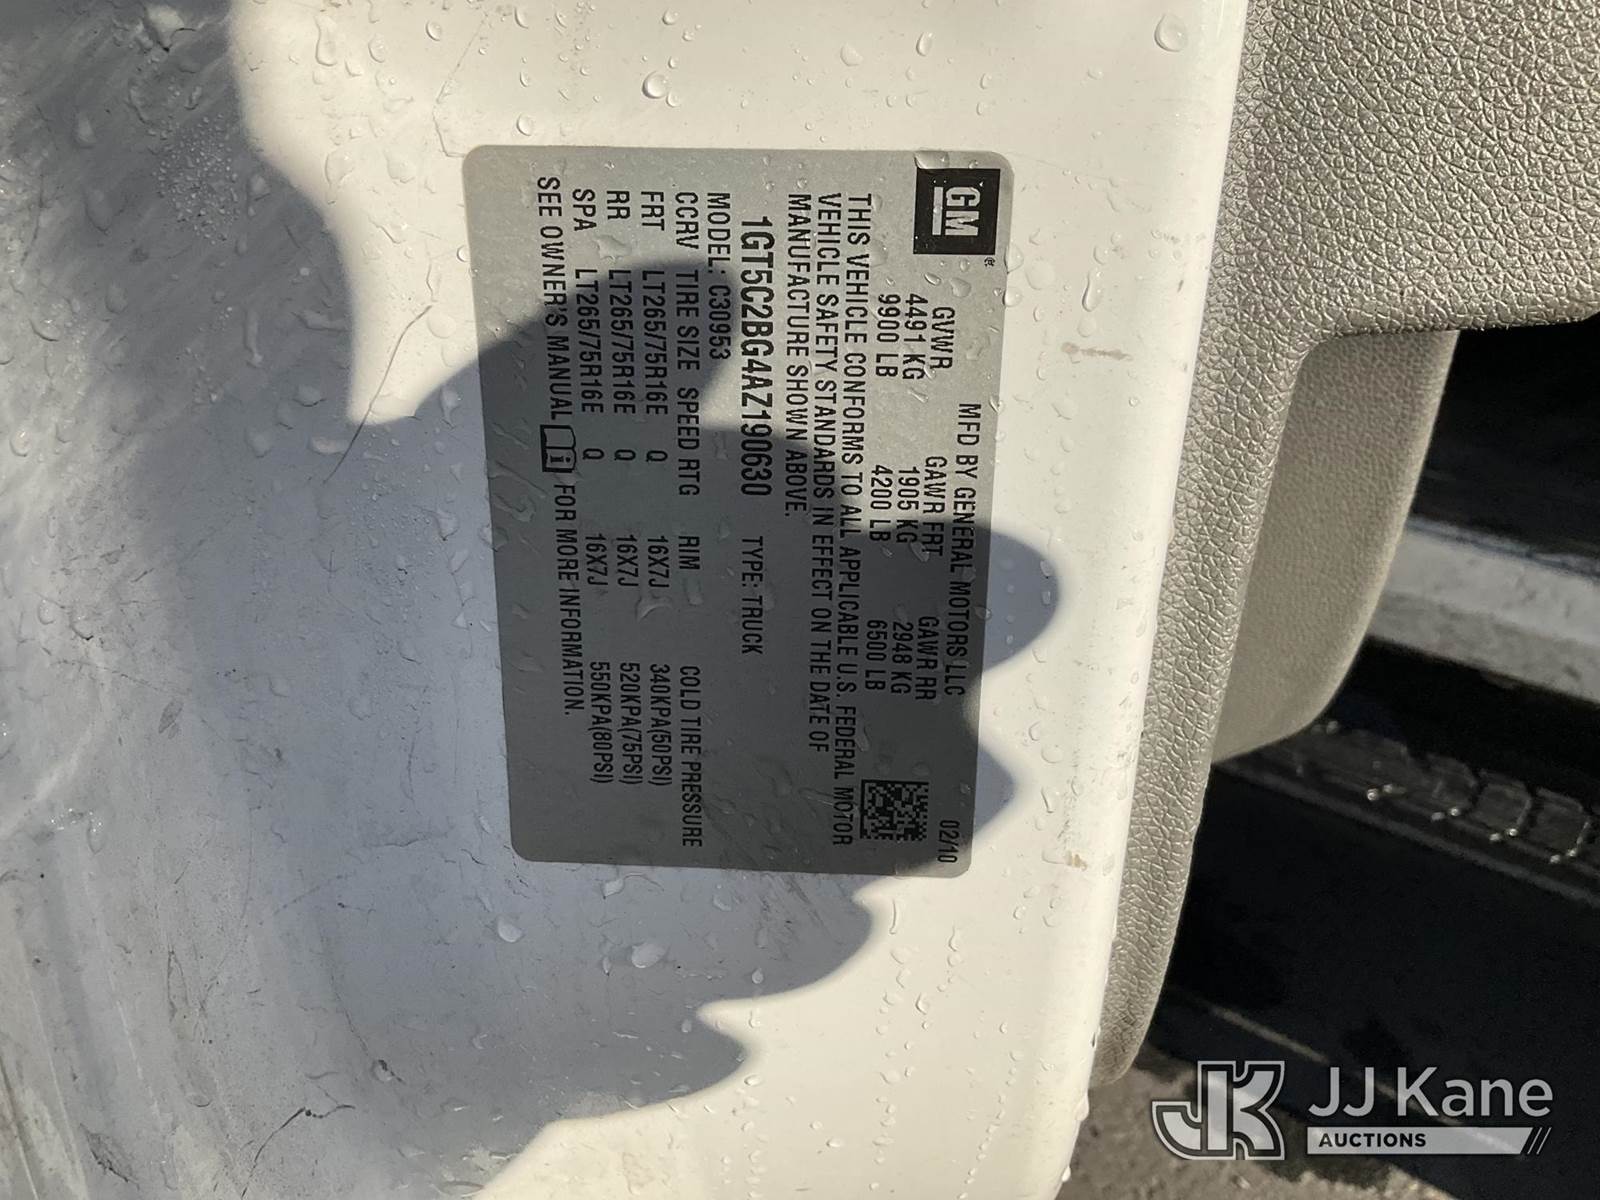 GM®
MFD BY GENERAL MOTORS LLC 02/10
GVWR GAWR FRT GAWR RR
4491 KG 1905 KG 2948 KG
9900 LB 4200 LB 6500 LB
THIS VEHICLE CONFORMS TO ALL APPLICABLE U.S. FEDERAL MOTOR
VEHICLE SAFETY STANDARDS IN EFFECT ON THE DATE OF
MANUFACTURE SHOWN ABOVE.
1GT5C2BG4AZ190630 TYPE: TRUCK
MODEL: C30953
CCRV TIRE SIZE SPEED RTG RIM COLD TIRE PRESSURE
FRT LT265/75R16E Q 16X7J 340KPA(50PSI)
RR LT265/75R16E Q 16X7J 520KPA(75PSI)
SPA LT265/75R16E Q 16X7J 550KPA(80PSI)
SEE OWNER'S MANUAL i FOR MORE INFORMATION.
JK JJ Kane
AUCTIONS